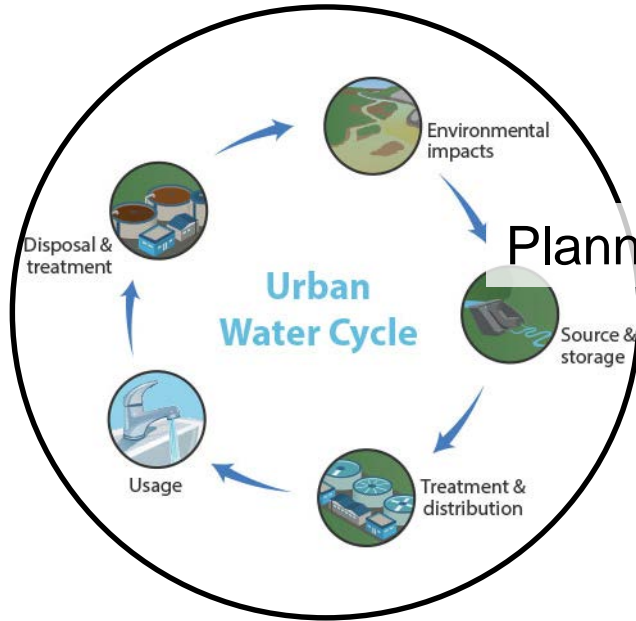 Environmental
impacts
Plann
Disposal &
treatment
Urban
Water Cycle
Source &
storage
Usage
Treatment &
distribution